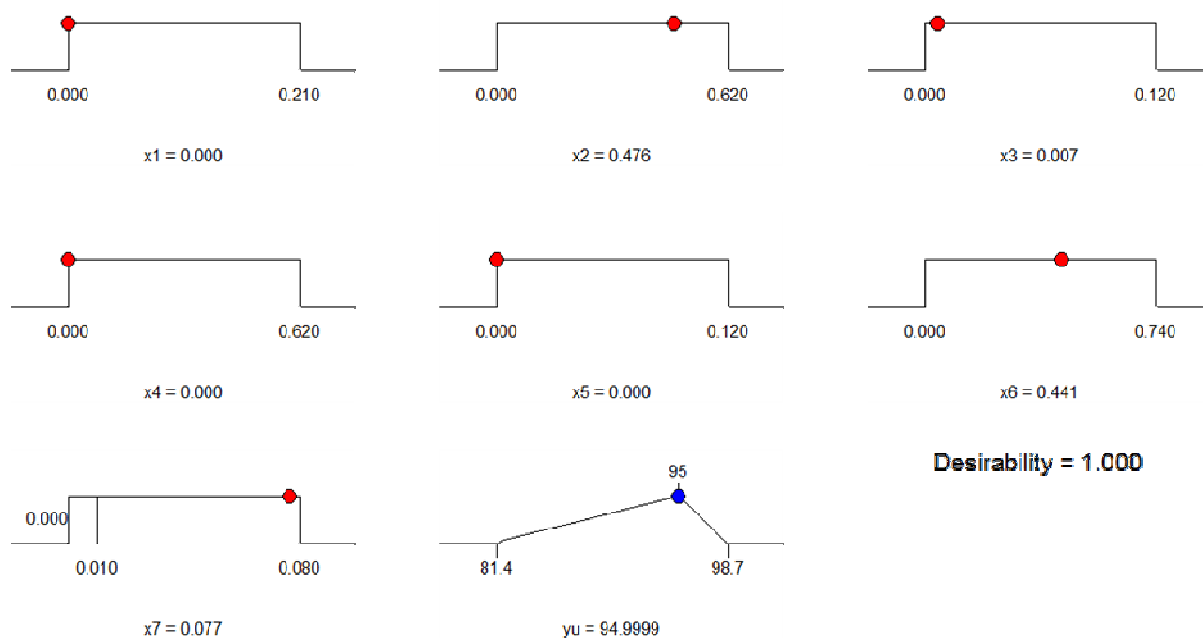 0.000 0.210
x1 = 0.000
0.000 0.620
x2 = 0.476
0.000 0.120
x3 = 0.007
0.000 0.620
x4 = 0.000
0.000 0.120
x5 = 0.000
0.000 0.740
x6 = 0.441
0.000
0.010 0.080
x7 = 0.077
95
81.4 98.7
yu = 94.9999
Desirability = 1.000